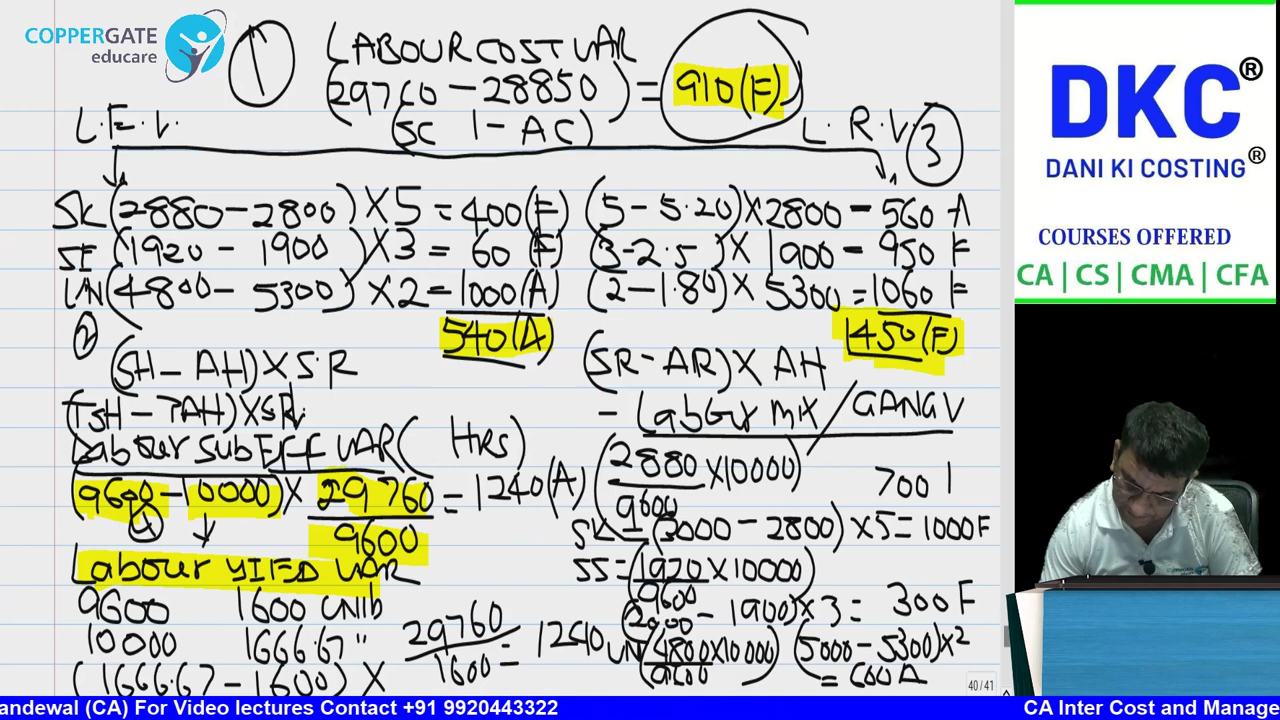 COPPERGATE
educare
1
LABOUR COST VAR
(29760 - 28850) = 910 (F)
(SC 1 - AC)
L.E.V.
L.R.V. 3
SK (2880 - 2800) X 5 = 400 (F)
(5 - 5.20) X 2800 = 560 A
SE (1920 - 1900) X 3 = 60 (F)
(3 - 2.5) X 1900 = 950 F
UN (4800 - 5300) X 2 = 1000 (A)
(2 - 1.80) X 5300 = 1060 F
2
540 (A)
1450 (F)
(SH - AH) X S.R
(SR - AR) X AH
(TSH - TAH) X SR
- Labour mix / GANG V
Labour Sub Eff VAR (HRS)
(9600 - 10000) X 29760/9600 = 1240 (A)
(2880/9600 X 10000)
SK = (3000 - 2800) X 5 = 1000 F
700 1
Labour YIELD VAR
SS = (1920/9600 X 10000)
(2000 - 1900) X 3 = 300 F
9600 1600 units
10000 1666.67 "
29760/1600 = 1240
UN (4800/9600 X 10000) (5000 - 5300) X 2
= 600 A
(1666.67 - 1600) X
40/41
DKC®
DANI KI COSTING®
COURSES OFFERED
CA | CS | CMA | CFA
andewal (CA) For Video lectures Contact +91 9920443322
CA Inter Cost and Manage